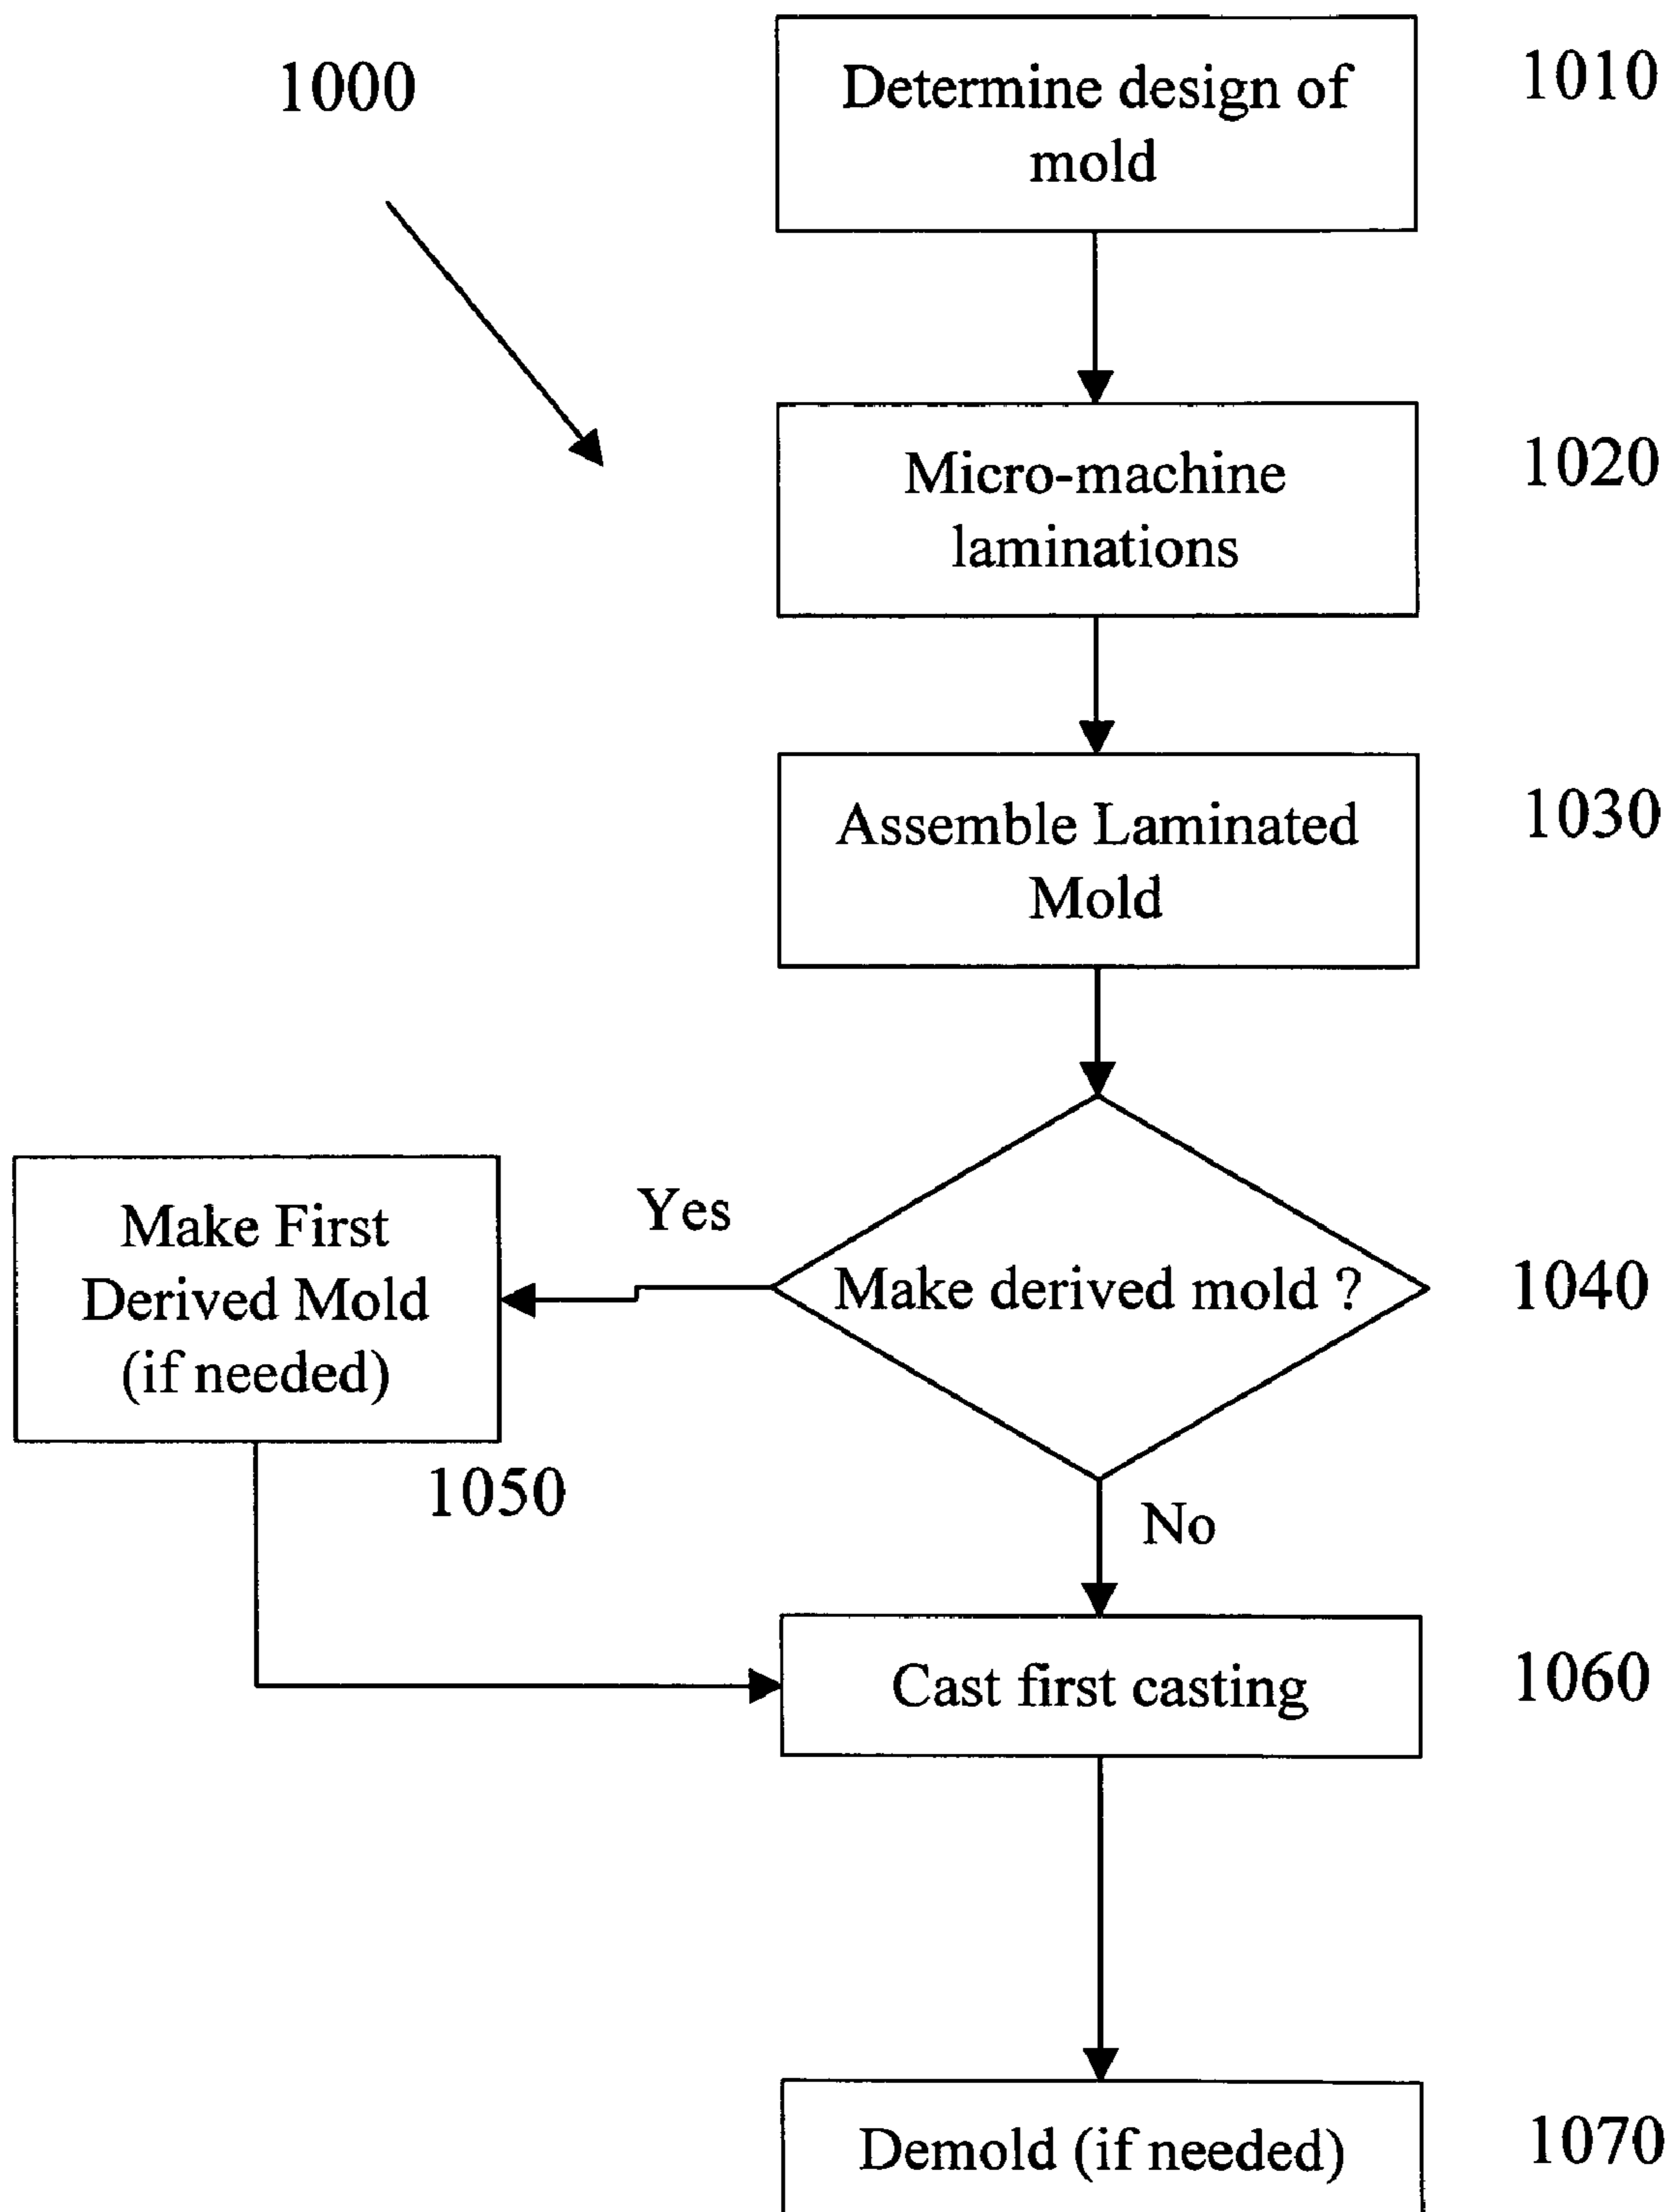 1000
Determine design of
mold
1010
Micro-machine
laminations
1020
Assemble Laminated
Mold
1030
Make derived mold ?
1040
Yes
Make First
Derived Mold
(if needed)
1050
No
Cast first casting
1060
Demold (if needed)
1070